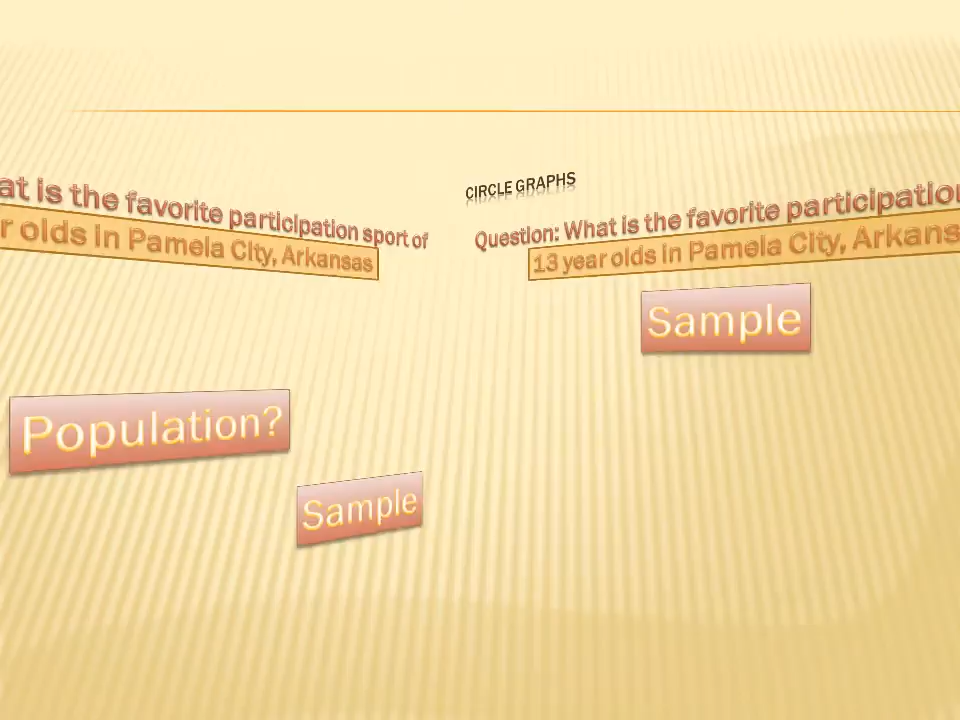 at is the favorite participation sport of
r olds in Pamela City, Arkansas
Population?
Sample
CIRCLE GRAPHS
Question: What is the favorite participation
13 year olds in Pamela City, Arkans
Sample